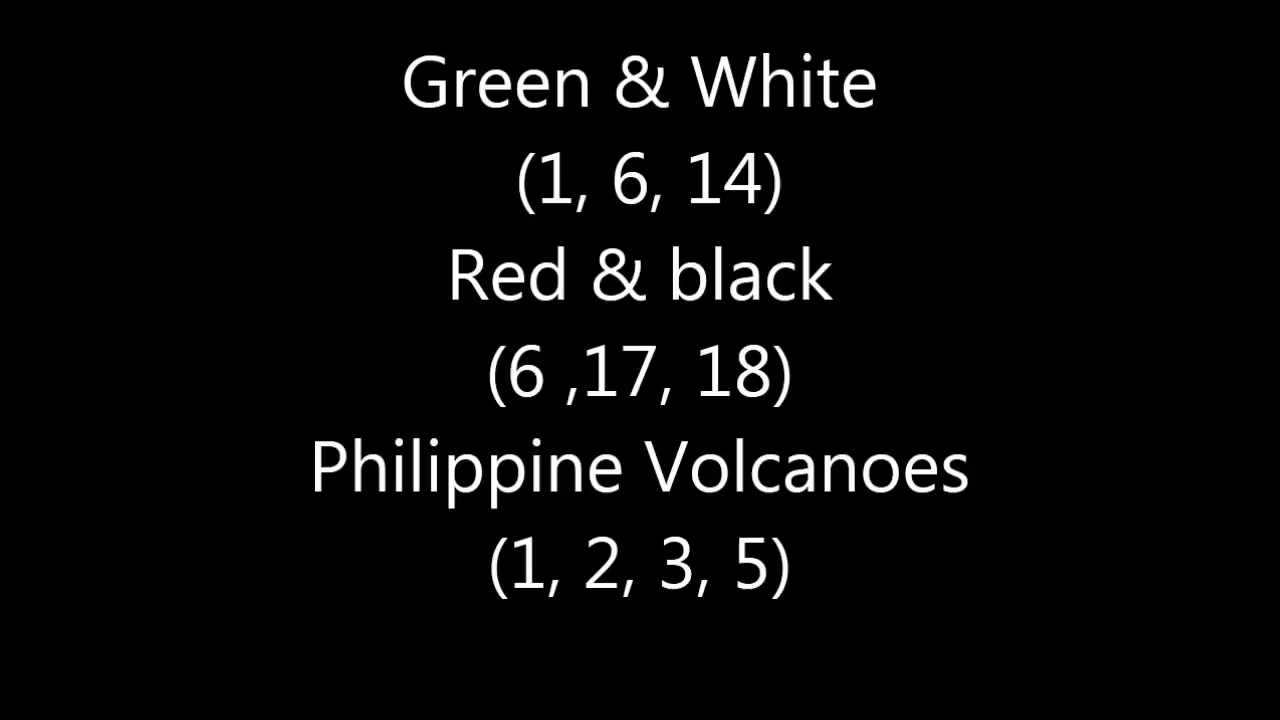 Green & White
(1, 6, 14)
Red & black
(6 ,17, 18)
Philippine Volcanoes
(1, 2, 3, 5)